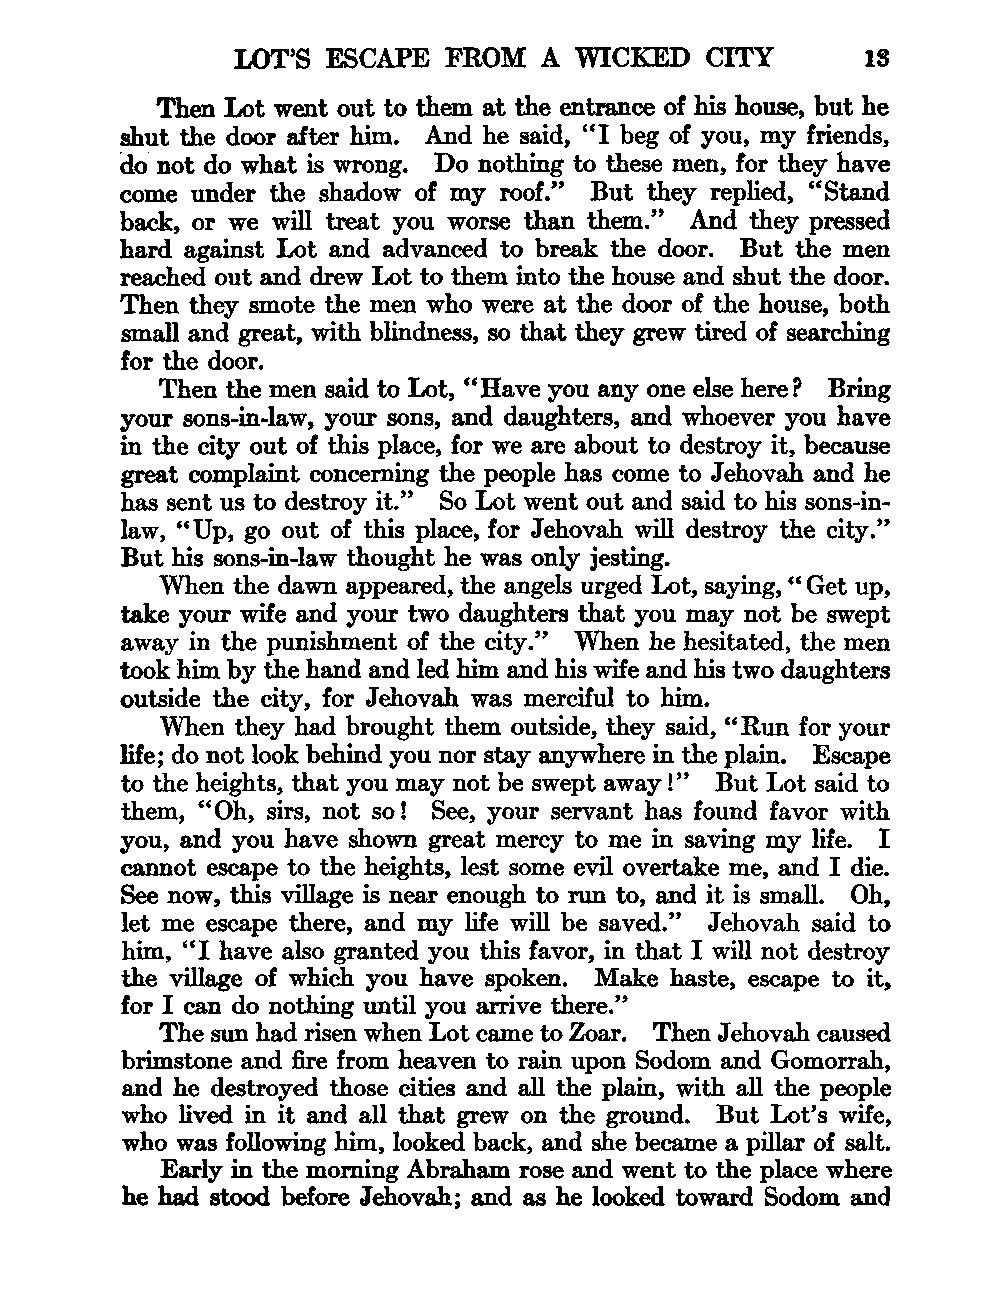 LOT'S ESCAPE FROM A WICKED CITY 13
Then Lot went out to them at the entrance of his house, but he
shut the door after him. And he said, “I beg of you, my friends,
do not do what is wrong. Do nothing to these men, for they have
come under the shadow of my roof.” But they replied, “Stand
back, or we will treat you worse than them.” And they pressed
hard against Lot and advanced to break the door. But the men
reached out and drew Lot to them into the house and shut the door.
Then they smote the men who were at the door of the house, both
small and great, with blindness, so that they grew tired of searching
for the door.
Then the men said to Lot, “Have you any one else here? Bring
your sons-in-law, your sons, and daughters, and whoever you have
in the city out of this place, for we are about to destroy it, because
great complaint concerning the people has come to Jehovah and he
has sent us to destroy it.” So Lot went out and said to his sons-in-
law, “Up, go out of this place, for Jehovah will destroy the city.”
But his sons-in-law thought he was only jesting.
When the dawn appeared, the angels urged Lot, saying, “Get up,
take your wife and your two daughters that you may not be swept
away in the punishment of the city.” When he hesitated, the men
took him by the hand and led him and his wife and his two daughters
outside the city, for Jehovah was merciful to him.
When they had brought them outside, they said, “Run for your
life; do not look behind you nor stay anywhere in the plain. Escape
to the heights, that you may not be swept away!” But Lot said to
them, “Oh, sirs, not so! See, your servant has found favor with
you, and you have shown great mercy to me in saving my life. I
cannot escape to the heights, lest some evil overtake me, and I die.
See now, this village is near enough to run to, and it is small. Oh,
let me escape there, and my life will be saved.” Jehovah said to
him, “I have also granted you this favor, in that I will not destroy
the village of which you have spoken. Make haste, escape to it,
for I can do nothing until you arrive there.”
The sun had risen when Lot came to Zoar. Then Jehovah caused
brimstone and fire from heaven to rain upon Sodom and Gomorrah,
and he destroyed those cities and all the plain, with all the people
who lived in it and all that grew on the ground. But Lot's wife,
who was following him, looked back, and she became a pillar of salt.
Early in the morning Abraham rose and went to the place where
he had stood before Jehovah; and as he looked toward Sodom and